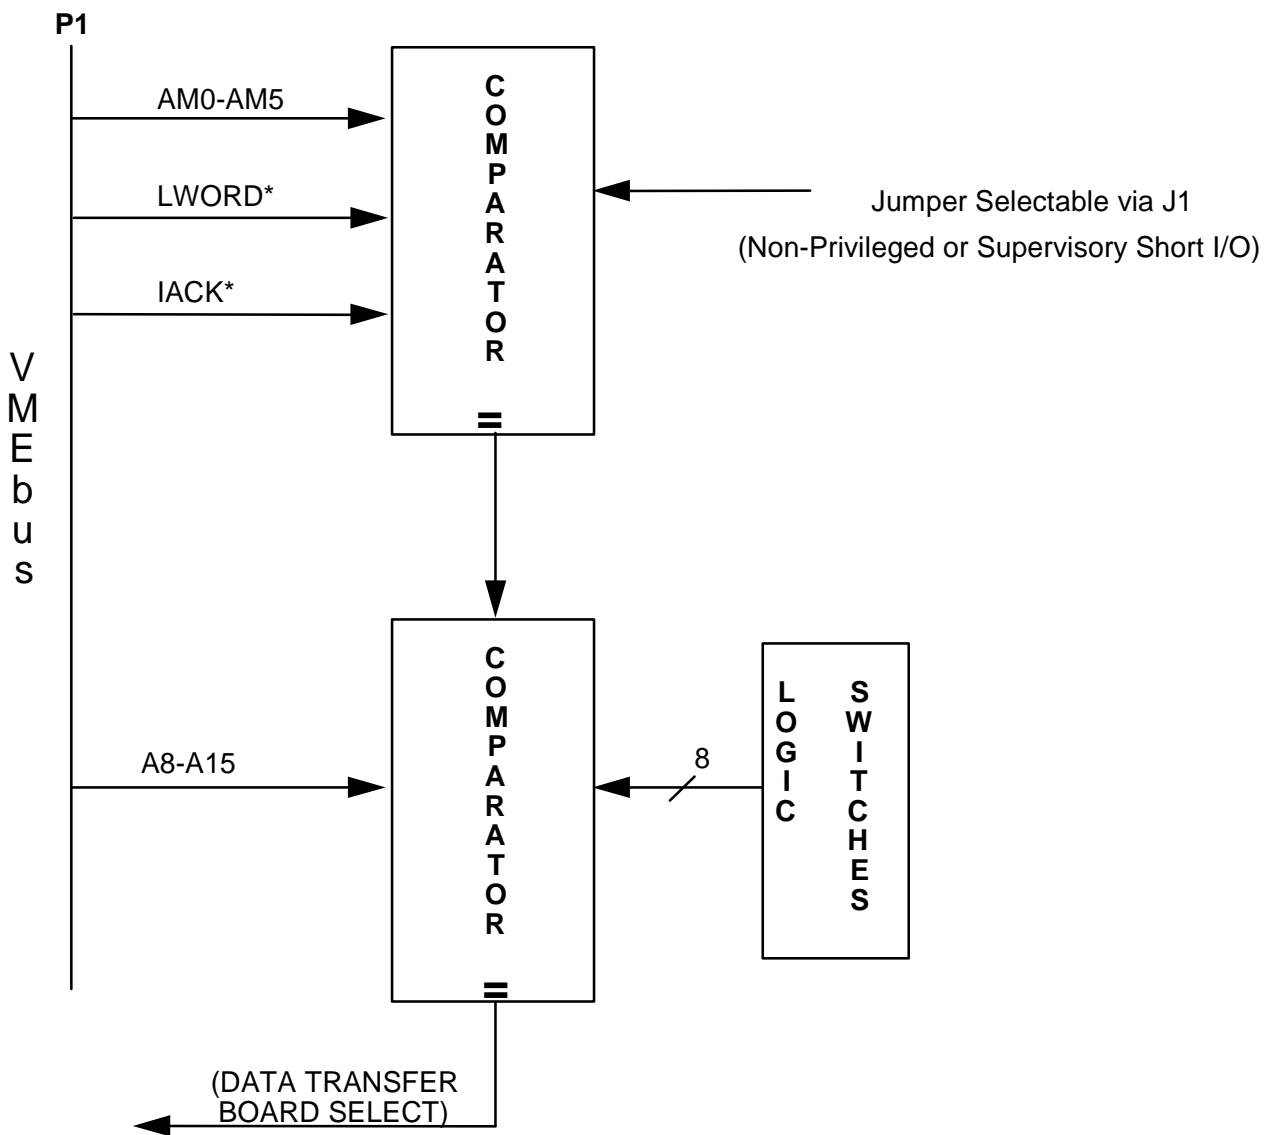 P1
AM0-AM5
LWORD*
IACK*
COMPARATOR
=
Jumper Selectable via J1
(Non-Privileged or Supervisory Short I/O)
VMEbus
A8-A15
COMPARATOR
=
8
LOGIC
SWITCHES
(DATA TRANSFER
BOARD SELECT)